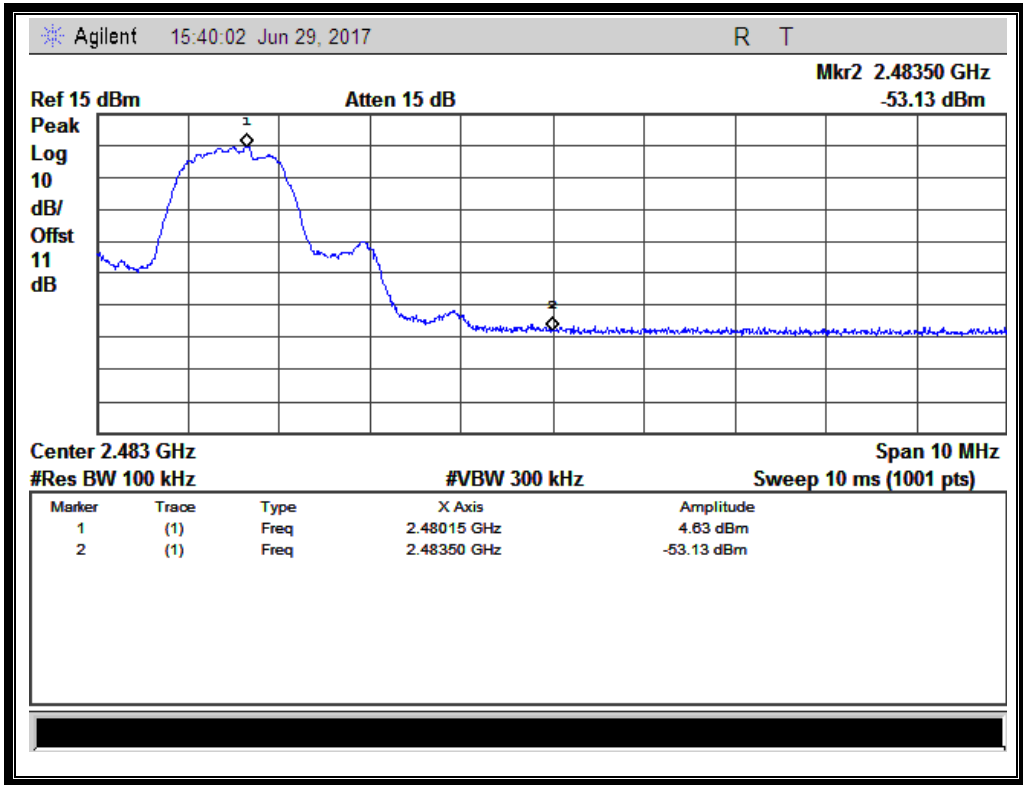 Agilent 15:40:02 Jun 29, 2017 R T
Mkr2 2.48350 GHz
Ref 15 dBm Atten 15 dB -53.13 dBm
Peak
Log
10
dB/
Offst
11
dB
1
2
Center 2.483 GHz Span 10 MHz
#Res BW 100 kHz #VBW 300 kHz Sweep 10 ms (1001 pts)
Marker Trace Type X Axis Amplitude
1 (1) Freq 2.48015 GHz 4.63 dBm
2 (1) Freq 2.48350 GHz -53.13 dBm